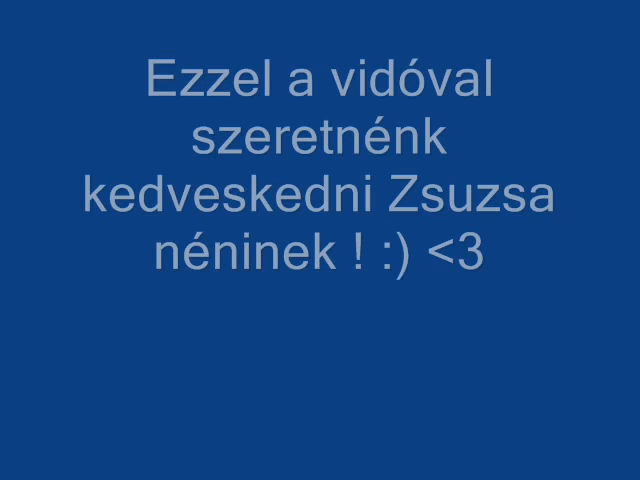 Ezzel a vidóval
szeretnénk
kedveskedni Zsuzsa
néninek ! :) <3